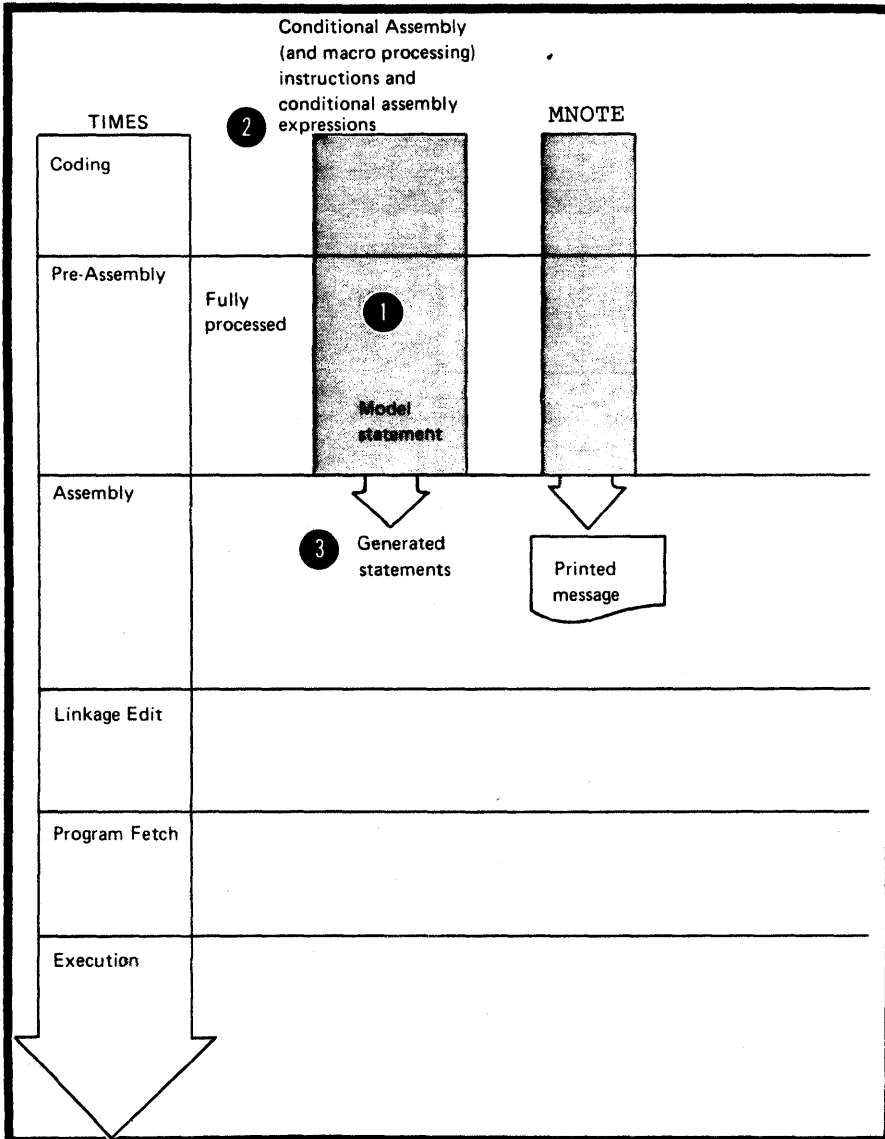 Conditional Assembly
(and macro processing)
instructions and
conditional assembly
2 expressions
TIMES
MNOTE
Coding
Pre-Assembly
Fully
processed
1
Model
statement
Assembly
3 Generated
statements
Printed
message
Linkage Edit
Program Fetch
Execution